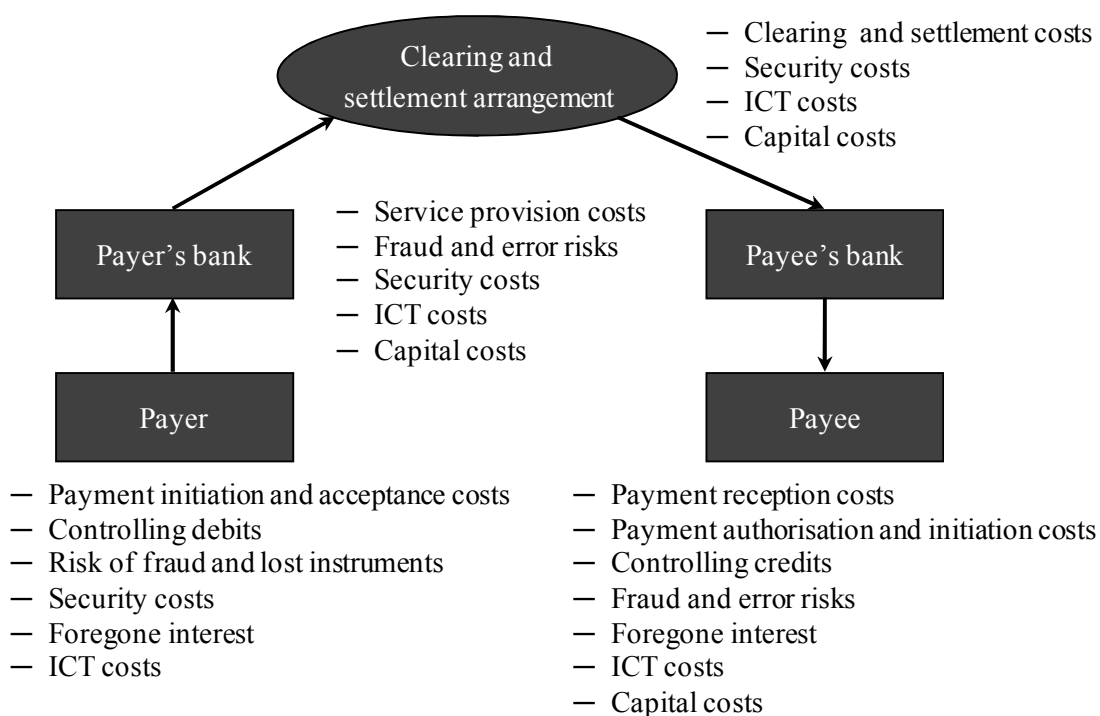 Clearing and
settlement arrangement
— Clearing and settlement costs
— Security costs
— ICT costs
— Capital costs
Payer’s bank
— Service provision costs
— Fraud and error risks
— Security costs
— ICT costs
— Capital costs
Payee’s bank
Payer
Payee
— Payment initiation and acceptance costs
— Controlling debits
— Risk of fraud and lost instruments
— Security costs
— Foregone interest
— ICT costs
— Payment reception costs
— Payment authorisation and initiation costs
— Controlling credits
— Fraud and error risks
— Foregone interest
— ICT costs
— Capital costs